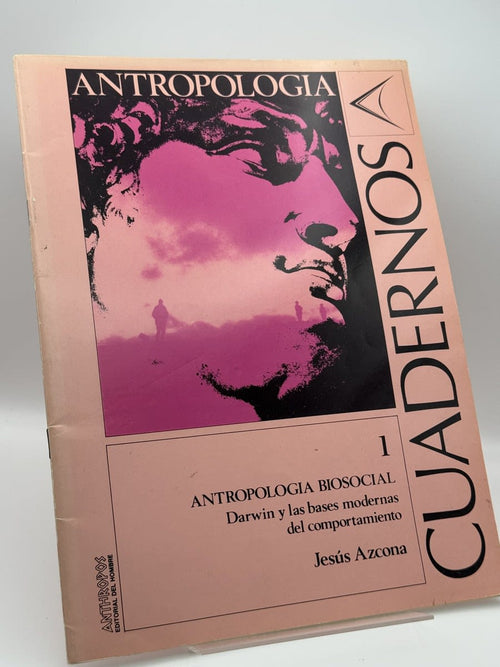 ANTROPOLOGIA
CUADERNOS
1
ANTROPOLOGIA BIOSOCIAL
Darwin y las bases modernas
del comportamiento
Jesús Azcona
ANTHROPOS
EDITORIAL DEL HOMBRE